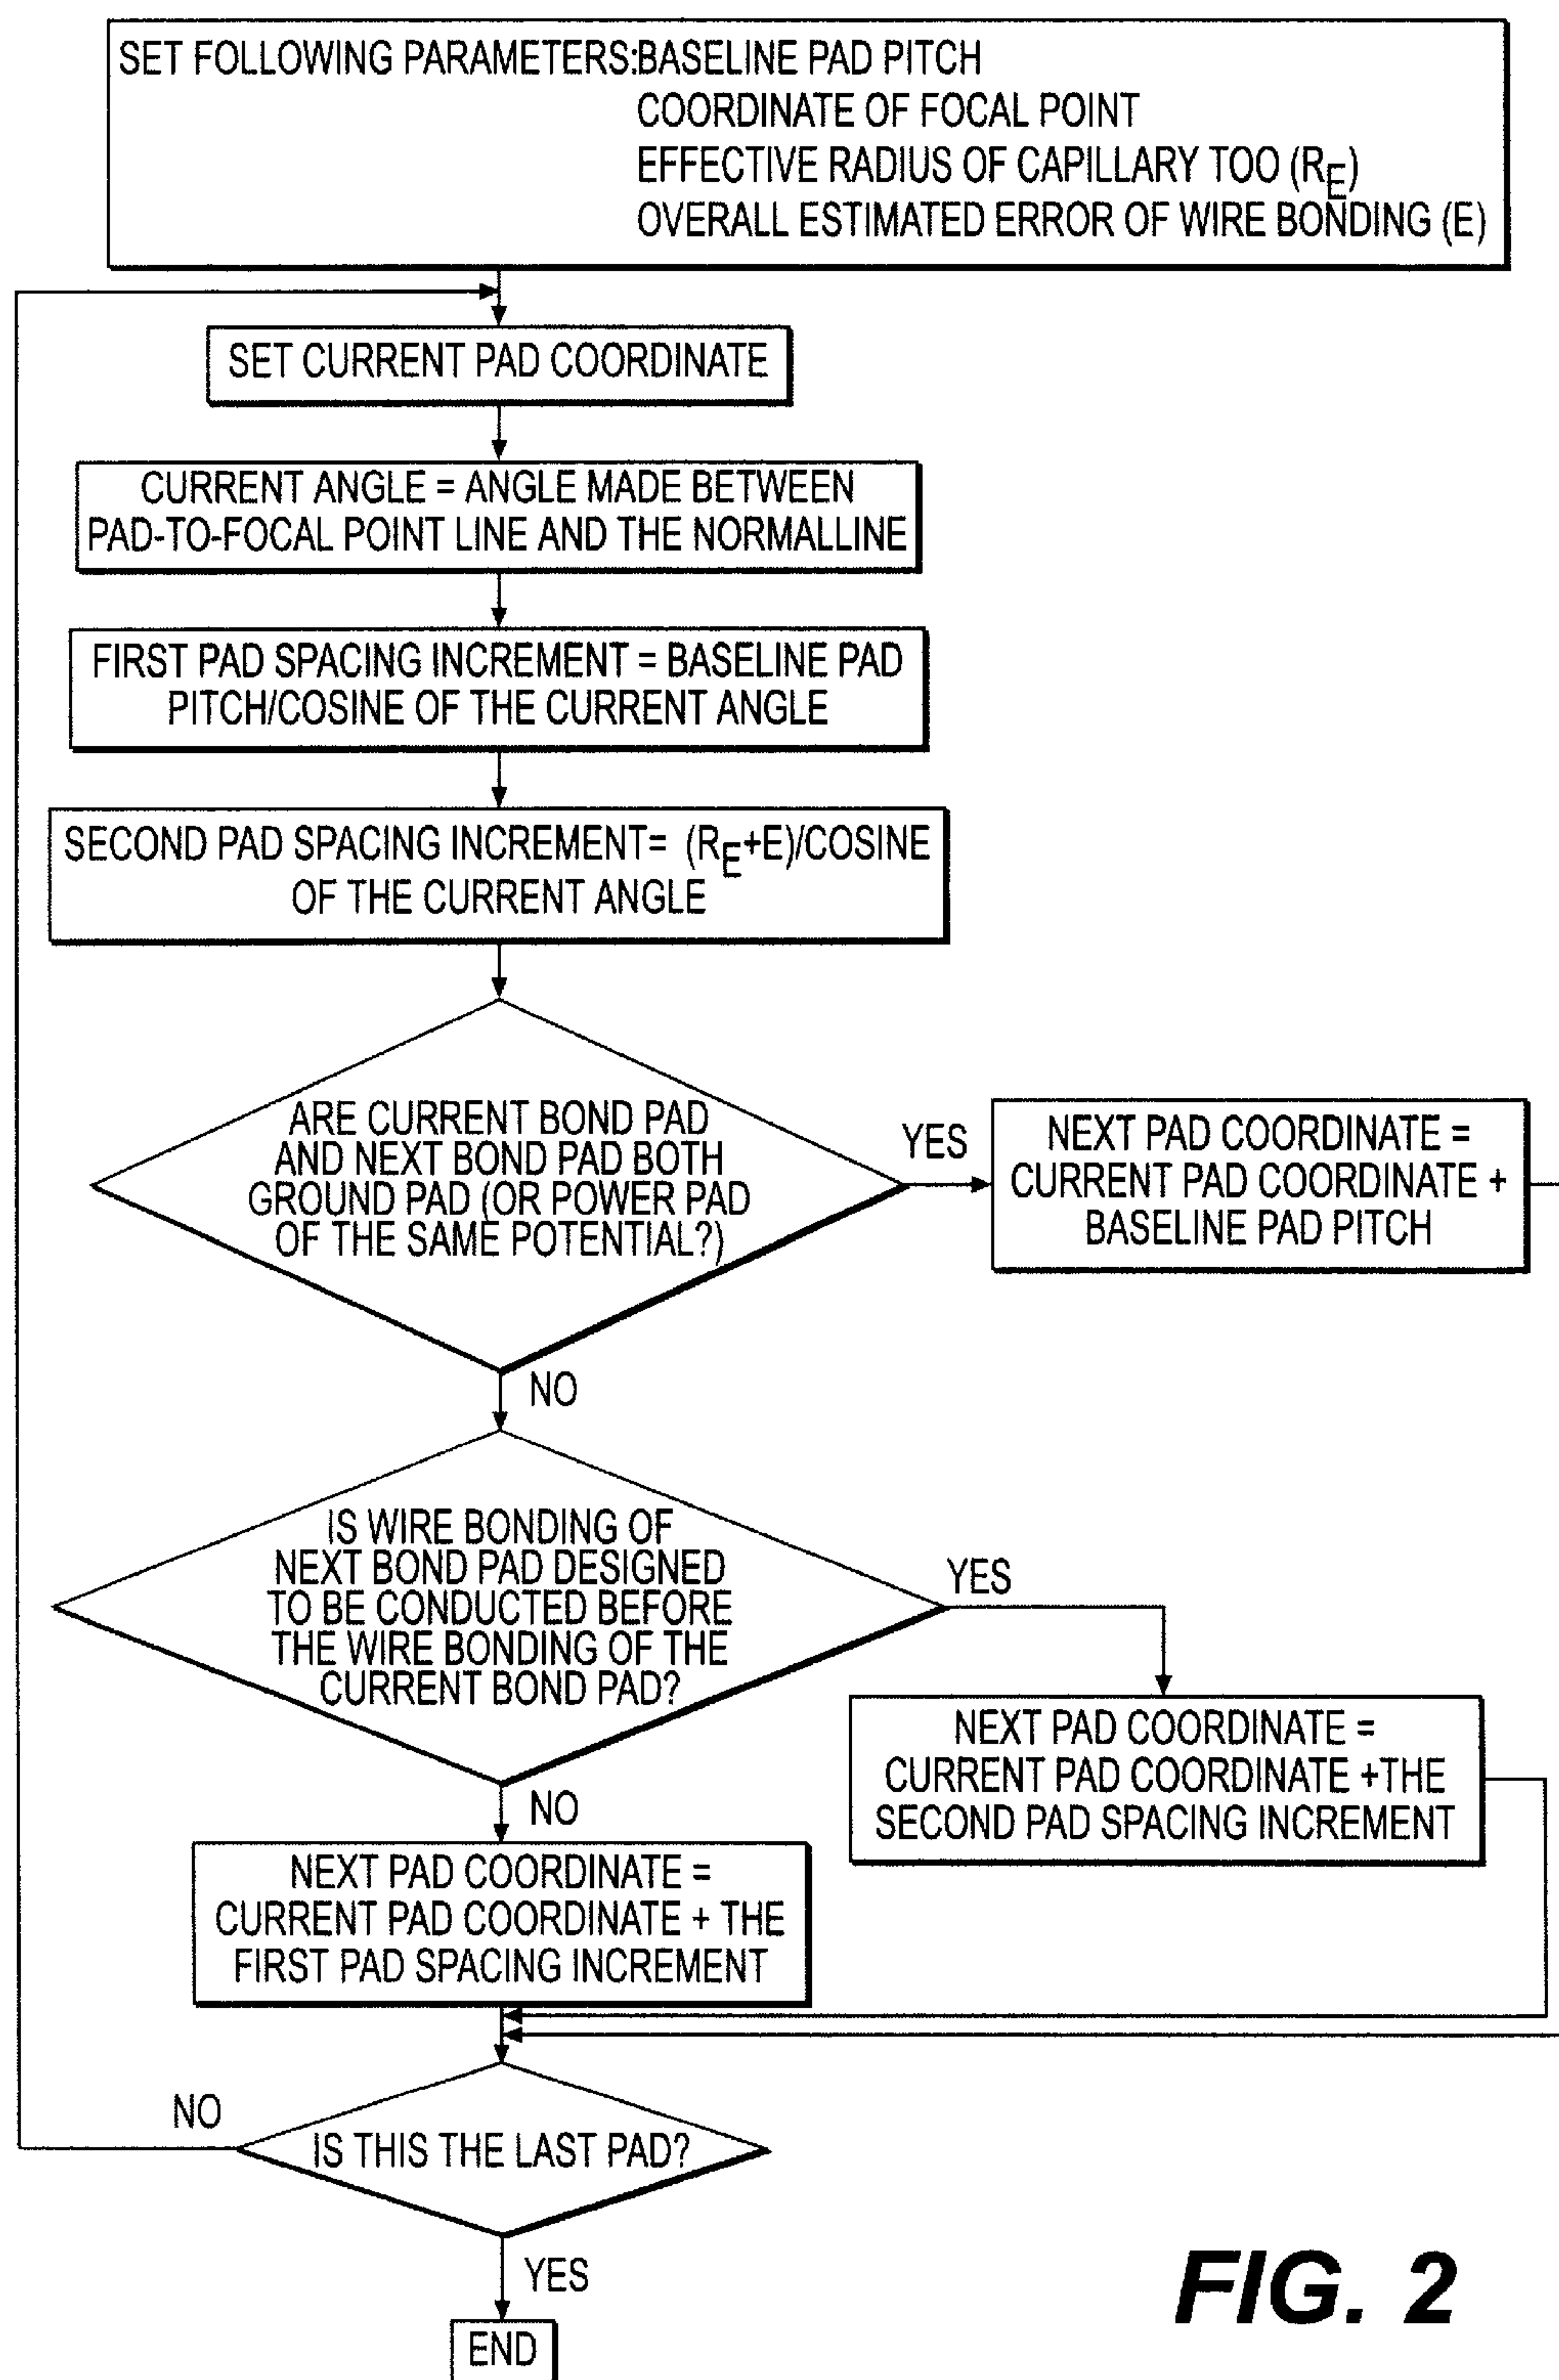 SET FOLLOWING PARAMETERS:BASELINE PAD PITCH
COORDINATE OF FOCAL POINT
EFFECTIVE RADIUS OF CAPILLARY TOO (RE)
OVERALL ESTIMATED ERROR OF WIRE BONDING (E)
SET CURRENT PAD COORDINATE
CURRENT ANGLE = ANGLE MADE BETWEEN
PAD-TO-FOCAL POINT LINE AND THE NORMALLINE
FIRST PAD SPACING INCREMENT = BASELINE PAD
PITCH/COSINE OF THE CURRENT ANGLE
SECOND PAD SPACING INCREMENT= (RE+E)/COSINE
OF THE CURRENT ANGLE
ARE CURRENT BOND PAD
AND NEXT BOND PAD BOTH
GROUND PAD (OR POWER PAD
OF THE SAME POTENTIAL?)
YES
NEXT PAD COORDINATE =
CURRENT PAD COORDINATE +
BASELINE PAD PITCH
NO
IS WIRE BONDING OF
NEXT BOND PAD DESIGNED
TO BE CONDUCTED BEFORE
THE WIRE BONDING OF THE
CURRENT BOND PAD?
YES
NEXT PAD COORDINATE =
CURRENT PAD COORDINATE +THE
SECOND PAD SPACING INCREMENT
NO
NEXT PAD COORDINATE =
CURRENT PAD COORDINATE + THE
FIRST PAD SPACING INCREMENT
NO
IS THIS THE LAST PAD?
YES
END
FIG. 2